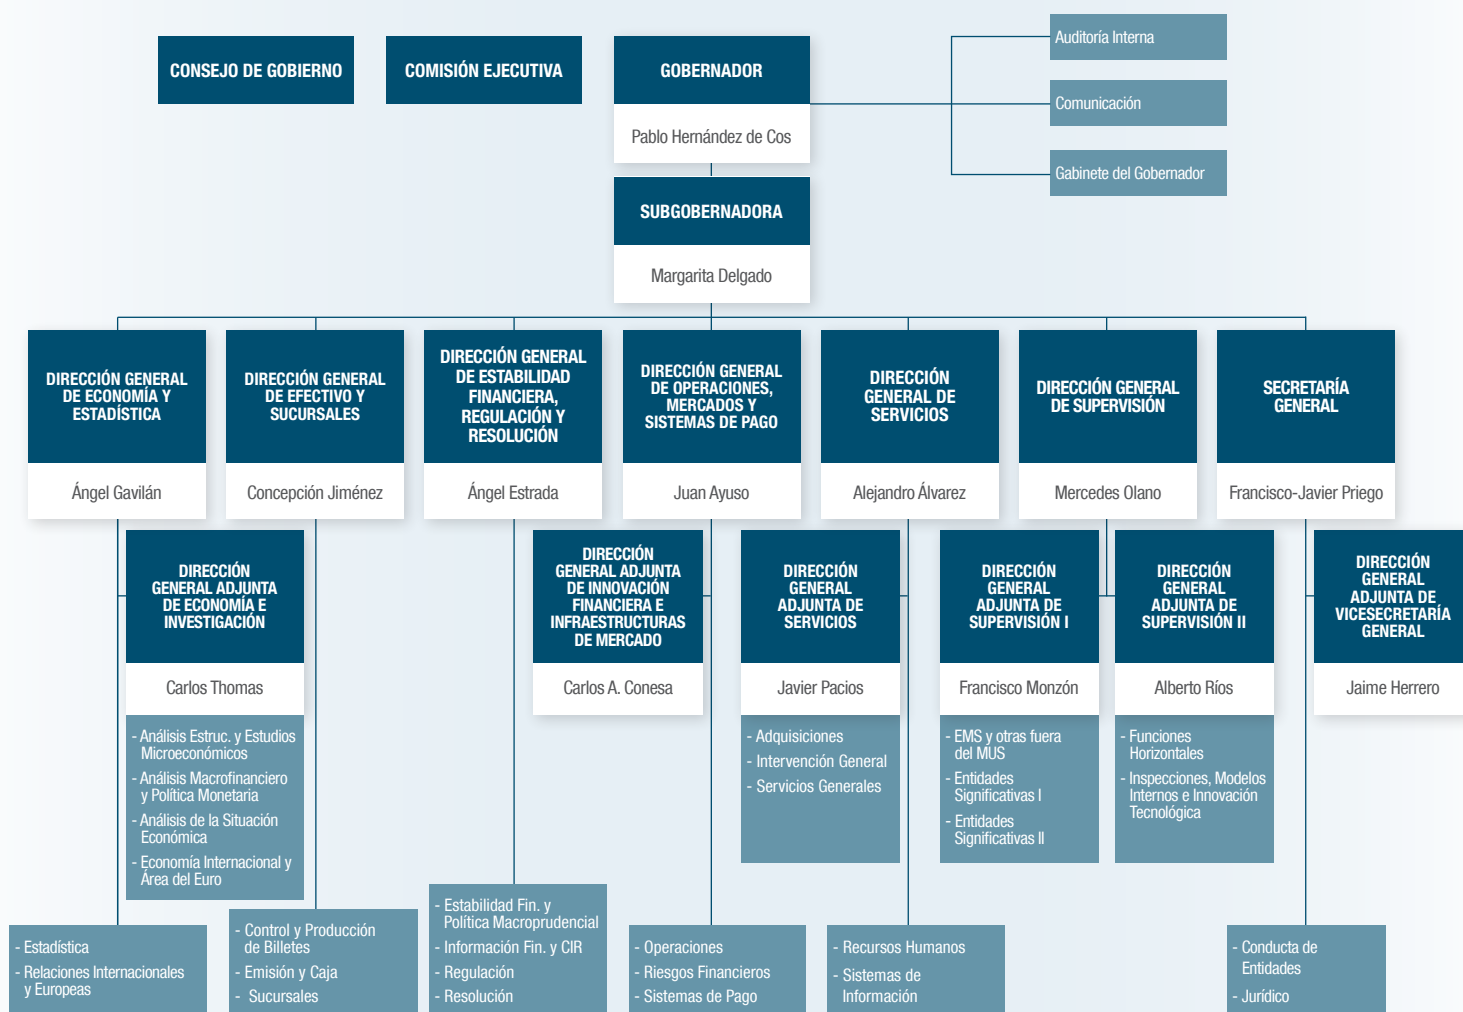 CONSEJO DE GOBIERNO
COMISIÓN EJECUTIVA
GOBERNADOR
Pablo Hernández de Cos
Auditoría Interna
Comunicación
Gabinete del Gobernador
SUBGOBERNADORA
Margarita Delgado
DIRECCIÓN GENERAL
DE ECONOMÍA Y
ESTADÍSTICA
Ángel Gavilán
DIRECCIÓN GENERAL
DE EFECTIVO Y
SUCURSALES
Concepción Jiménez
DIRECCIÓN GENERAL
DE ESTABILIDAD
FINANCIERA,
REGULACIÓN Y
RESOLUCIÓN
Ángel Estrada
DIRECCIÓN GENERAL
DE OPERACIONES,
MERCADOS Y
SISTEMAS DE PAGO
Juan Ayuso
DIRECCIÓN
GENERAL DE
SERVICIOS
Alejandro Álvarez
DIRECCIÓN GENERAL
DE SUPERVISIÓN
Mercedes Olano
SECRETARÍA
GENERAL
Francisco-Javier Priego
DIRECCIÓN
GENERAL ADJUNTA
DE ECONOMÍA E
INVESTIGACIÓN
Carlos Thomas
- Análisis Estruc. y Estudios
Microeconómicos
- Análisis Macrofinanciero
y Política Monetaria
- Análisis de la Situación
Económica
- Economía Internacional y
Área del Euro
DIRECCIÓN
GENERAL ADJUNTA
DE INNOVACIÓN
FINANCIERA E
INFRAESTRUCTURAS
DE MERCADO
Carlos A. Conesa
DIRECCIÓN
GENERAL
ADJUNTA DE
SERVICIOS
Javier Pacios
- Adquisiciones
- Intervención General
- Servicios Generales
DIRECCIÓN
GENERAL
ADJUNTA DE
SUPERVISIÓN I
Francisco Monzón
- EMS y otras fuera
del MUS
- Entidades
Significativas I
- Entidades
Significativas II
DIRECCIÓN
GENERAL
ADJUNTA DE
SUPERVISIÓN II
Alberto Ríos
- Funciones
Horizontales
- Inspecciones, Modelos
Internos e Innovación
Tecnológica
DIRECCIÓN
GENERAL
ADJUNTA DE
VICESECRETARÍA
GENERAL
Jaime Herrero
- Estadística
- Relaciones Internacionales
y Europeas
- Control y Producción
de Billetes
- Emisión y Caja
- Sucursales
- Estabilidad Fin. y
Política Macroprudencial
- Información Fin. y CIR
- Regulación
- Resolución
- Operaciones
- Riesgos Financieros
- Sistemas de Pago
- Recursos Humanos
- Sistemas de
Información
- Conducta de
Entidades
- Jurídico